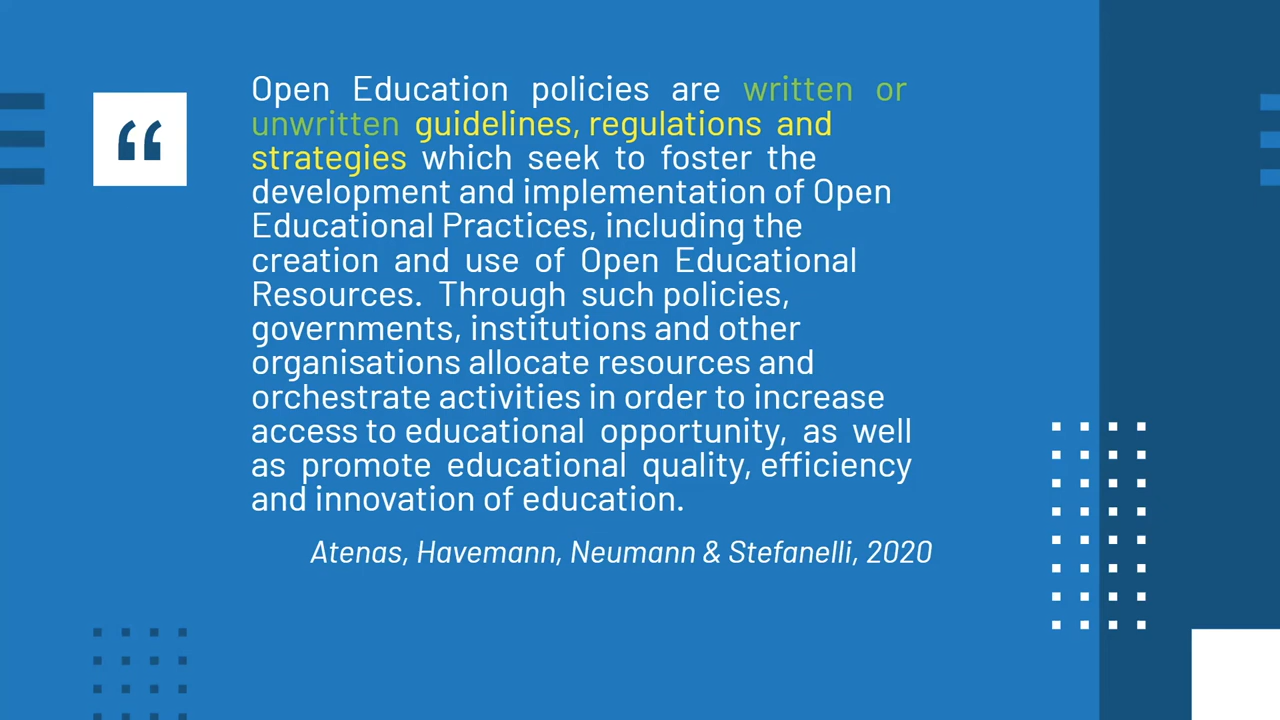 “
Open Education policies are written or
unwritten guidelines, regulations and
strategies which seek to foster the
development and implementation of Open
Educational Practices, including the
creation and use of Open Educational
Resources. Through such policies,
governments, institutions and other
organisations allocate resources and
orchestrate activities in order to increase
access to educational opportunity, as well
as promote educational quality, efficiency
and innovation of education.
Atenas, Havemann, Neumann & Stefanelli, 2020